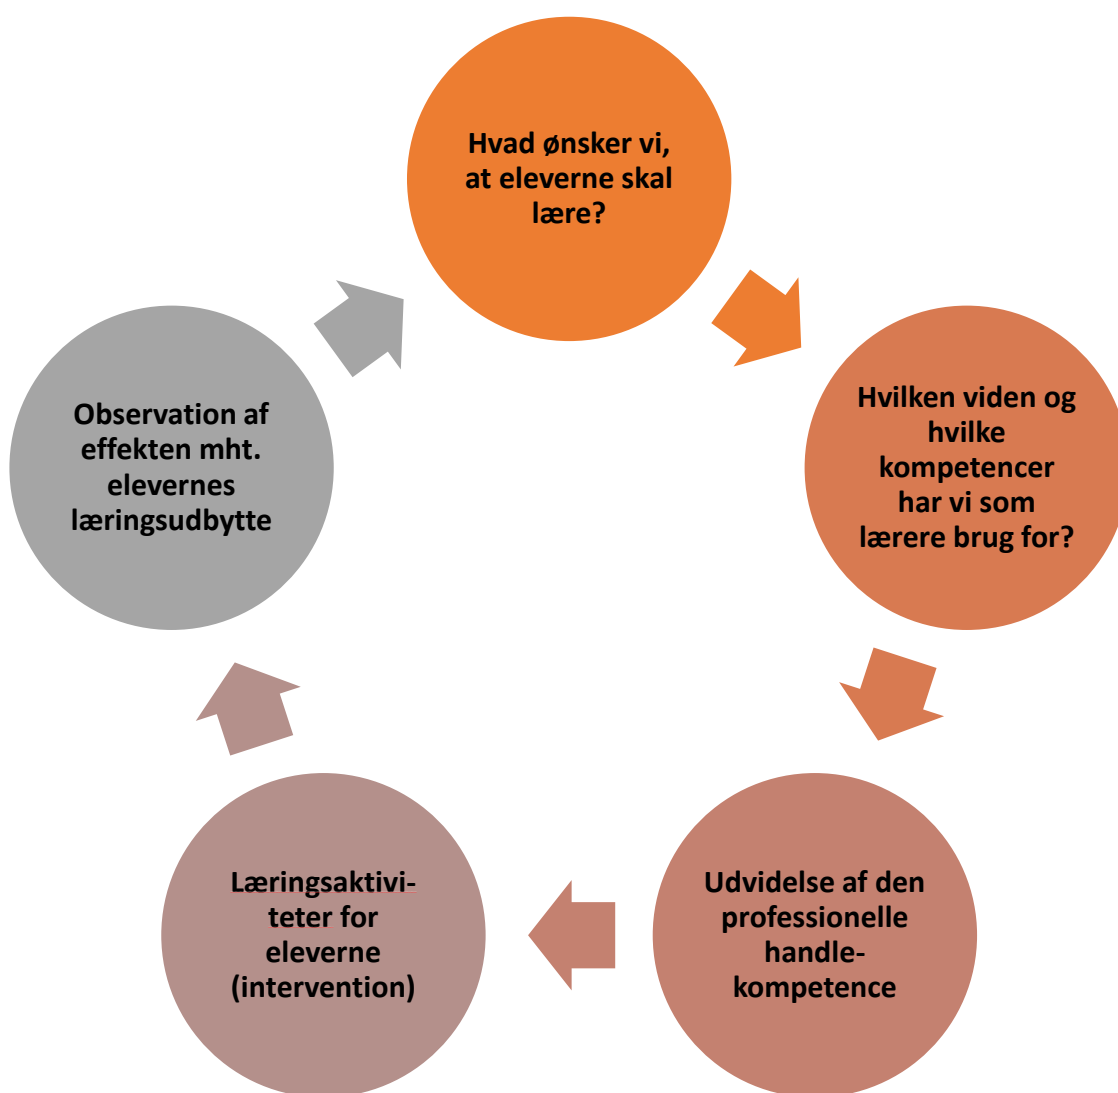 Hvad ønsker vi,
at eleverne skal
lære?
Hvilken viden og
hvilke
kompetencer
har vi som
lærere brug for?
Udvidelse af den
professionelle
handle-
kompetence
Læringsaktivi-
teter for
eleverne
(intervention)
Observation af
effekten mht.
elevernes
læringsudbytte